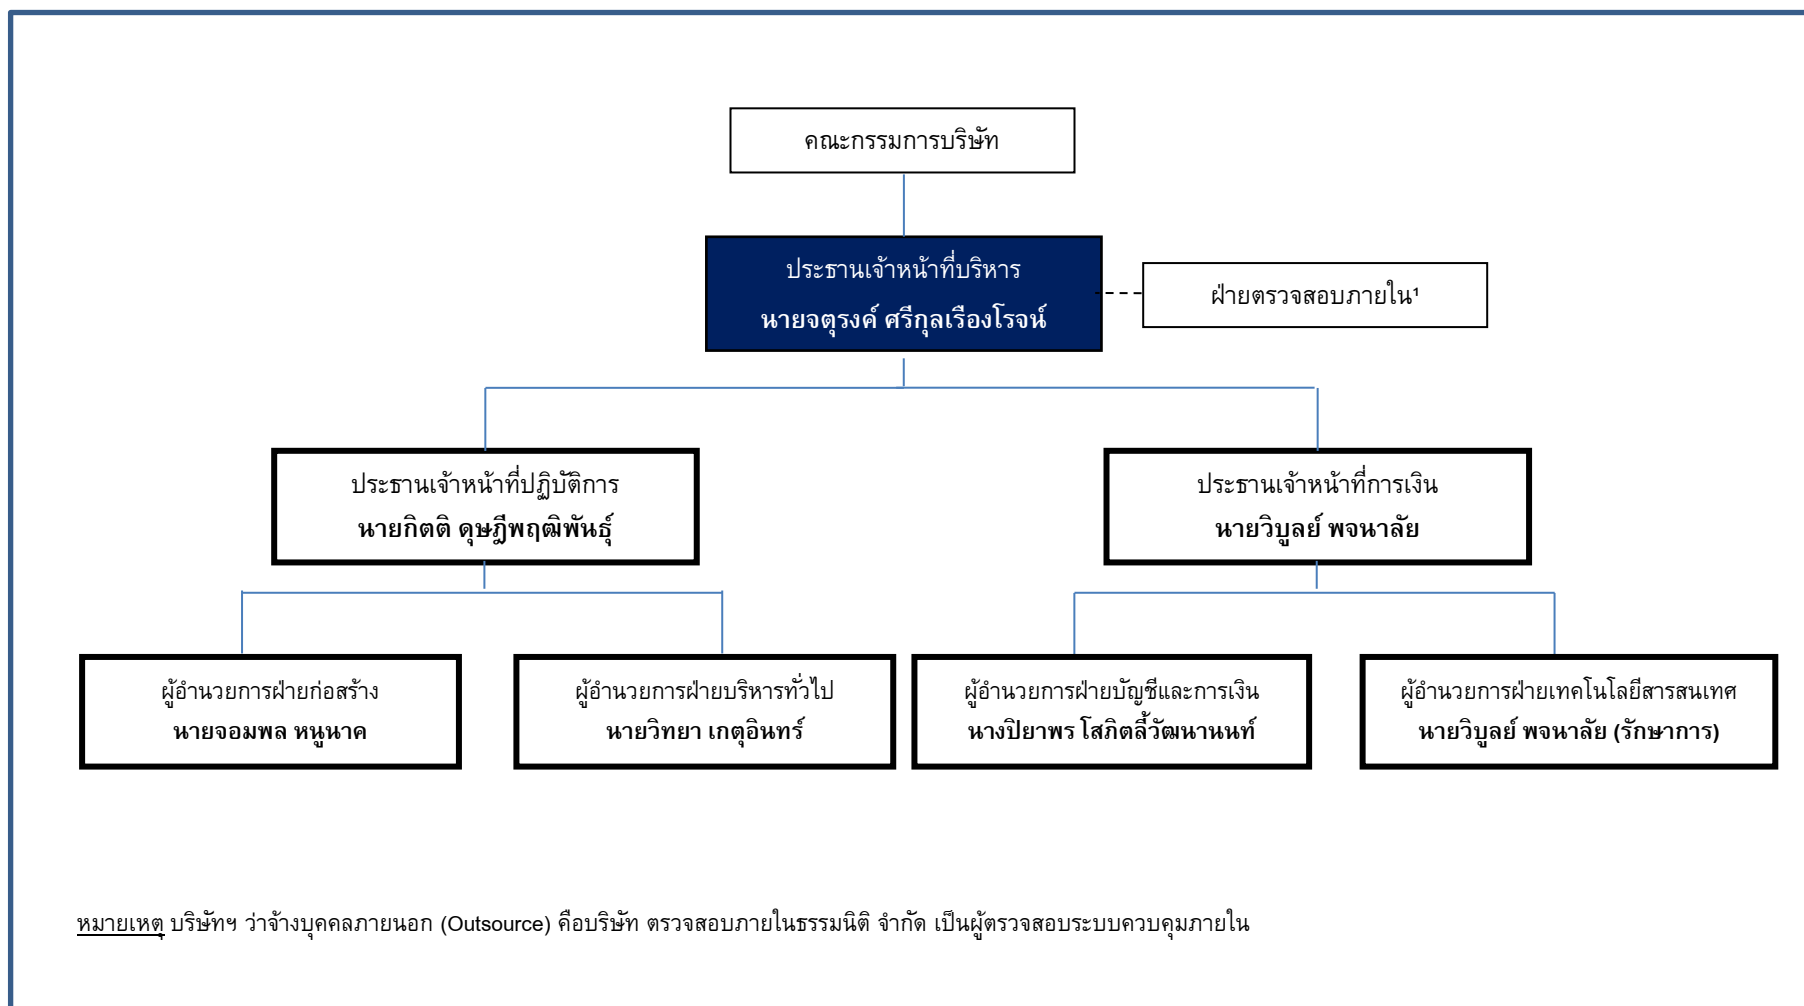 คณะกรรมการบริษัท
ประธานเจ้าหน้าที่บริหาร
นายจตุรงค์ ศรีกุลเรืองโรจน์
ฝ่ายตรวจสอบภายใน¹
ประธานเจ้าหน้าที่ปฏิบัติการ
นายกิตติ ดุษฎีพฤฒิพันธุ์
ประธานเจ้าหน้าที่การเงิน
นายวิบูลย์ พจนาลัย
ผู้อำนวยการฝ่ายก่อสร้าง
นายจอมพล หนูนาค
ผู้อำนวยการฝ่ายบริหารทั่วไป
นายวิทยา เกตุอินทร์
ผู้อำนวยการฝ่ายบัญชีและการเงิน
นางปิยาพร โสภิตลี้วัฒนานนท์
ผู้อำนวยการฝ่ายเทคโนโลยีสารสนเทศ
นายวิบูลย์ พจนาลัย (รักษาการ)
หมายเหตุ บริษัทฯ ว่าจ้างบุคคลภายนอก (Outsource) คือบริษัท ตรวจสอบภายในธรรมนิติ จำกัด เป็นผู้ตรวจสอบระบบควบคุมภายใน